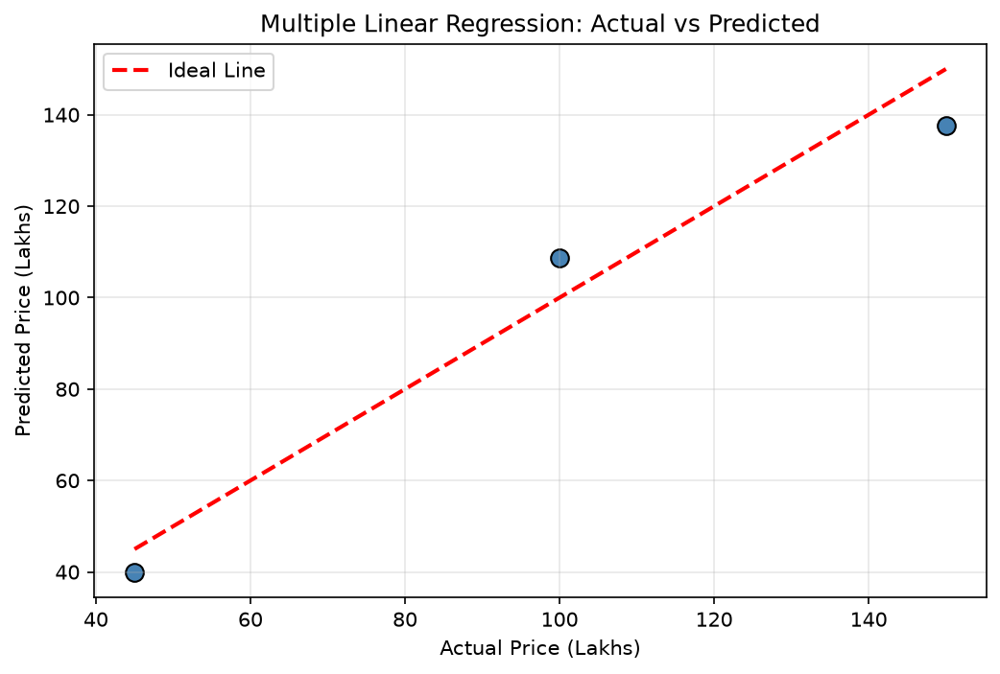 Multiple Linear Regression: Actual vs Predicted
Ideal Line
Predicted Price (Lakhs)
140
120
100
80
60
40
40 60 80 100 120 140
Actual Price (Lakhs)